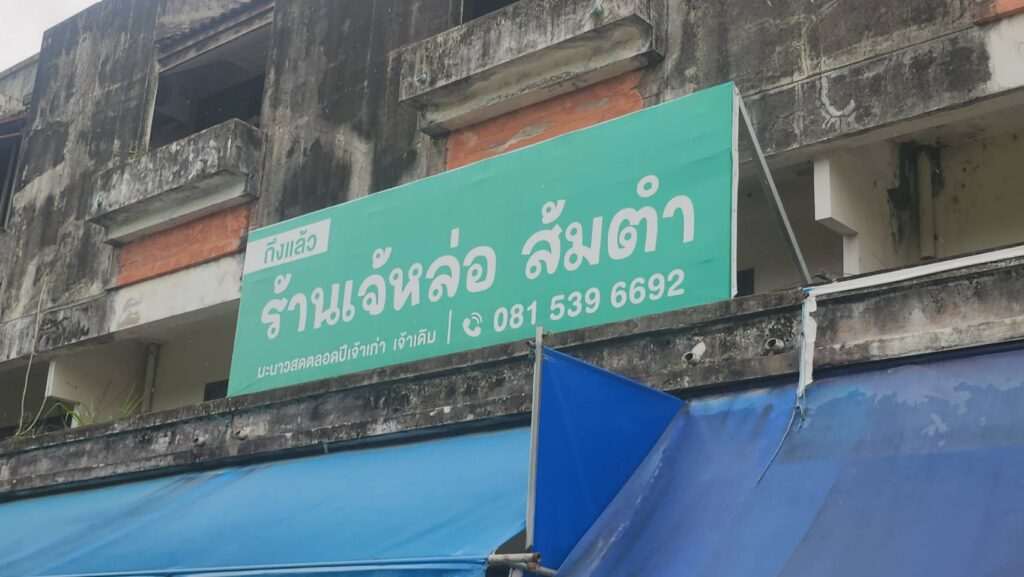 ถึงแล้ว
ร้านเจ้หล่อ ส้มตำ
มะนาวสดตลอดปีเจ้าเก่า เจ้าเดิม | 081 539 6692